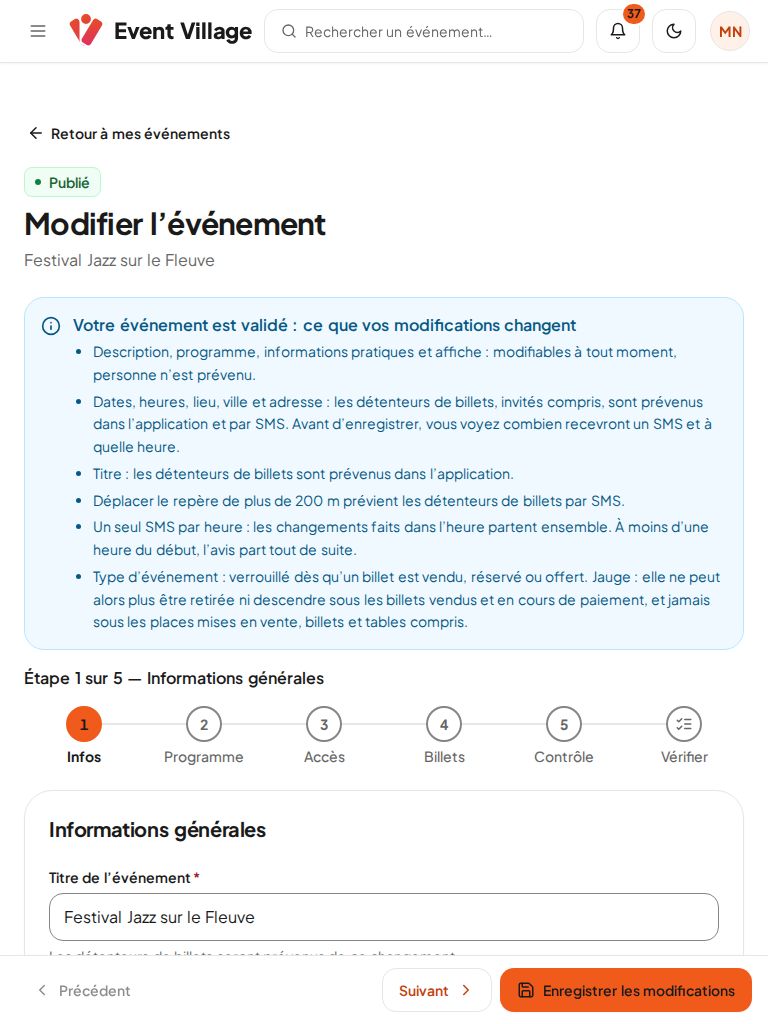 Event Village
Rechercher un événement...
37
MN
Retour à mes événements
Publié
Modifier l’événement
Festival Jazz sur le Fleuve
Votre événement est validé : ce que vos modifications changent
• Description, programme, informations pratiques et affiche : modifiables à tout moment,
personne n’est prévenu.
• Dates, heures, lieu, ville et adresse : les détenteurs de billets, invités compris, sont prévenus
dans l’application et par SMS. Avant d’enregistrer, vous voyez combien recevront un SMS et à
quelle heure.
• Titre : les détenteurs de billets sont prévenus dans l’application.
• Déplacer le repère de plus de 200 m prévient les détenteurs de billets par SMS.
• Un seul SMS par heure : les changements faits dans l’heure partent ensemble. À moins d’une
heure du début, l’avis part tout de suite.
• Type d’événement : verrouillé dès qu’un billet est vendu, réservé ou offert. Jauge : elle ne peut
alors plus être retirée ni descendre sous les billets vendus et en cours de paiement, et jamais
sous les places mises en vente, billets et tables compris.
Étape 1 sur 5 — Informations générales
1
2
3
4
5
Infos
Programme
Accès
Billets
Contrôle
Vérifier
Informations générales
Titre de l’événement *
Festival Jazz sur le Fleuve
Les détenteurs de billets seront prévenus de ce changement.
Précédent
Suivant
Enregistrer les modifications